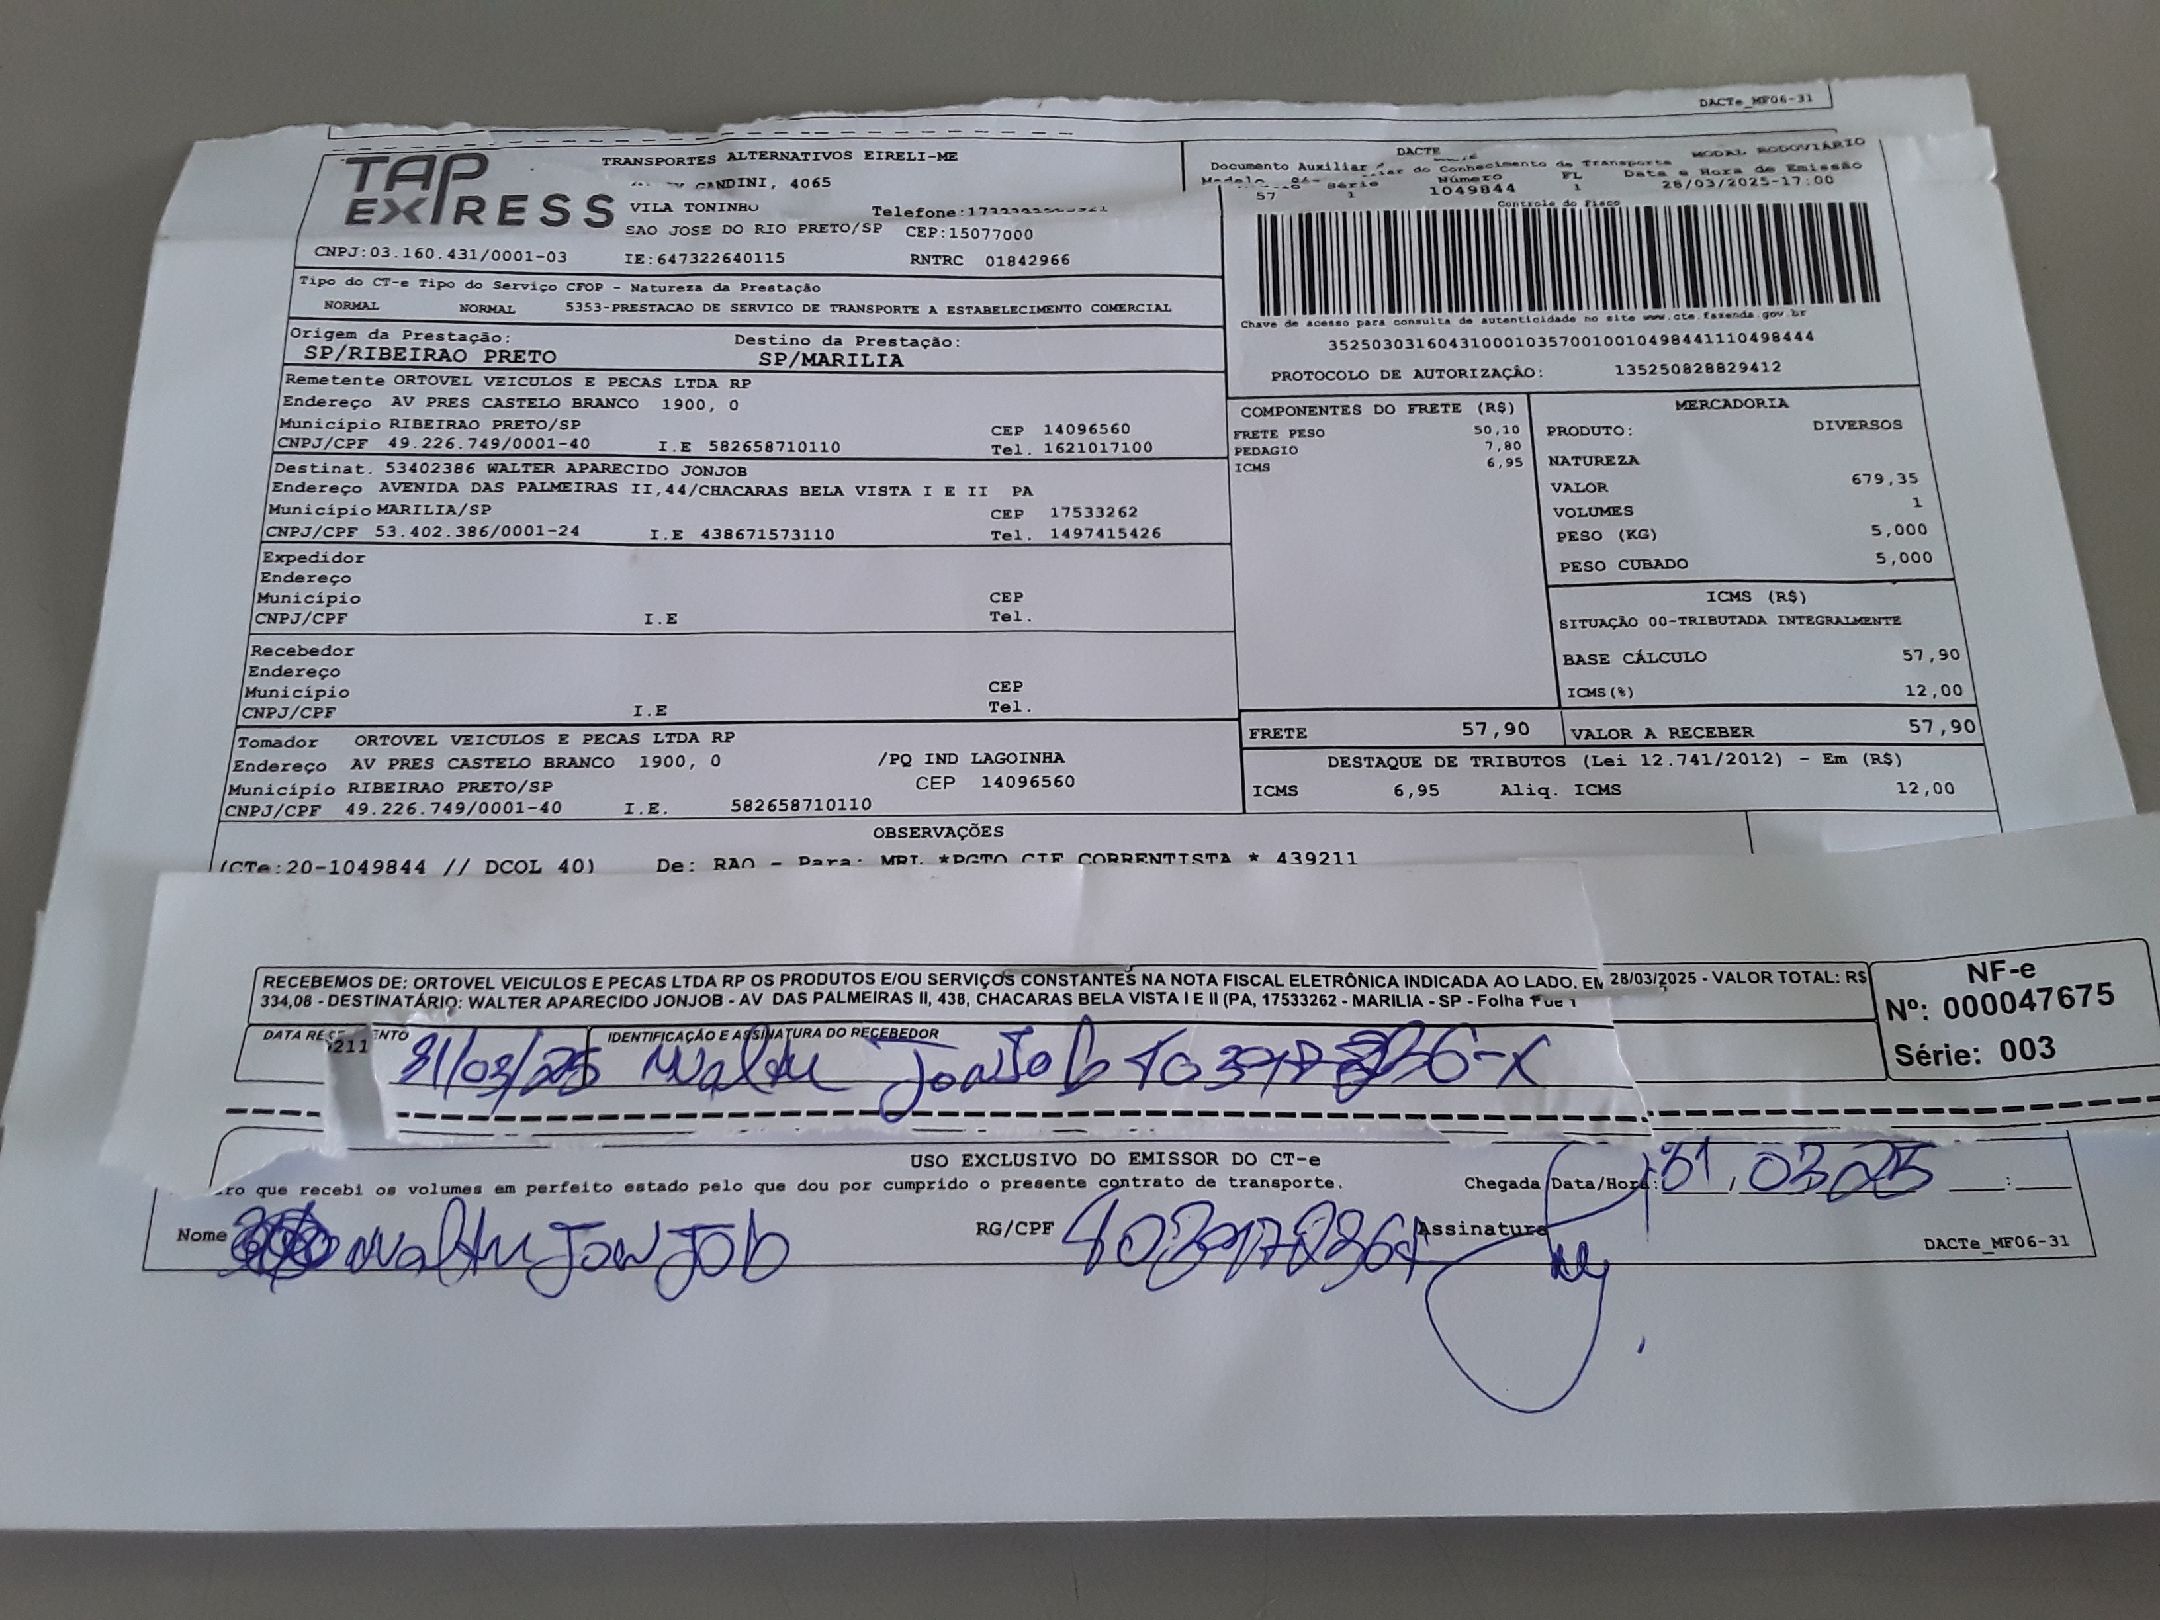 DACTe_MF06-31
TAP EXPRESS
TRANSPORTES ALTERNATIVOS EIRELI-ME
CANDINI, 4065
VILA TONINHO
SAO JOSE DO RIO PRETO/SP CEP:15077000
CNPJ:03.160.431/0001-03 IE:647322640115 RNTRC 01842966
DACTE MODAL RODOVIÁRIO
Documento Auxiliar do Conhecimento de Transporte
Série Número FL Data e Hora de Emissão
57 1 1049844 1 28/03/2025-17:00
Controle do Fisco
Chave de acesso para consulta de autenticidade no site www.cte.fazenda.gov.br
35250303160431000103570010010498441110498444
PROTOCOLO DE AUTORIZAÇÃO: 135250828829412
Tipo do CT-e Tipo do Serviço CFOP - Natureza da Prestação
NORMAL NORMAL 5353-PRESTACAO DE SERVICO DE TRANSPORTE A ESTABELECIMENTO COMERCIAL
Origem da Prestação: Destino da Prestação:
SP/RIBEIRAO PRETO SP/MARILIA
Remetente ORTOVEL VEICULOS E PECAS LTDA RP
Endereço AV PRES CASTELO BRANCO 1900, 0
Município RIBEIRAO PRETO/SP CEP 14096560
CNPJ/CPF 49.226.749/0001-40 I.E 582658710110 Tel. 1621017100
Destinat. 53402386 WALTER APARECIDO JONJOB
Endereço AVENIDA DAS PALMEIRAS II,44/CHACARAS BELA VISTA I E II PA
Município MARILIA/SP CEP 17533262
CNPJ/CPF 53.402.386/0001-24 I.E 438671573110 Tel. 1497415426
Expedidor
Endereço
Município CEP
CNPJ/CPF I.E Tel.
Recebedor
Endereço
Município CEP
CNPJ/CPF I.E Tel.
Tomador ORTOVEL VEICULOS E PECAS LTDA RP
Endereço AV PRES CASTELO BRANCO 1900, 0 /PQ IND LAGOINHA
Município RIBEIRAO PRETO/SP CEP 14096560
CNPJ/CPF 49.226.749/0001-40 I.E. 582658710110
COMPONENTES DO FRETE (R$)
FRETE PESO 50,10
PEDAGIO 7,80
ICMS 6,95
MERCADORIA
PRODUTO: DIVERSOS
NATUREZA
VALOR 679,35
VOLUMES 1
PESO (KG) 5,000
PESO CUBADO 5,000
ICMS (R$)
SITUAÇÃO 00-TRIBUTADA INTEGRALMENTE
BASE CÁLCULO 57,90
ICMS(%) 12,00
FRETE 57,90 VALOR A RECEBER 57,90
DESTAQUE DE TRIBUTOS (Lei 12.741/2012) - Em (R$)
ICMS 6,95 Aliq. ICMS 12,00
OBSERVAÇÕES
(CTe:20-1049844 // DCOL 40) De: RAO - Para: MRL *PGTO CIF CORRENTISTA * 439211
RECEBEMOS DE: ORTOVEL VEICULOS E PECAS LTDA RP OS PRODUTOS E/OU SERVIÇOS CONSTANTES NA NOTA FISCAL ELETRÔNICA INDICADA AO LADO. EM 28/03/2025 - VALOR TOTAL: R$
334,08 - DESTINATÁRIO: WALTER APARECIDO JONJOB - AV DAS PALMEIRAS II, 438, CHACARAS BELA VISTA I E II (PA, 17533262 - MARILIA - SP - Folha
NF-e
Nº: 000047675
Série: 003
IDENTIFICAÇÃO E ASSINATURA DO RECEBEDOR
211 31/03/25 Walter JonJob
USO EXCLUSIVO DO EMISSOR DO CT-e
que recebi os volumes em perfeito estado pelo que dou por cumprido o presente contrato de transporte. Chegada Data/Hora: 31,03 25 :
Nome Walter JonJOb RG/CPF Assinatura
DACTe_MF06-31